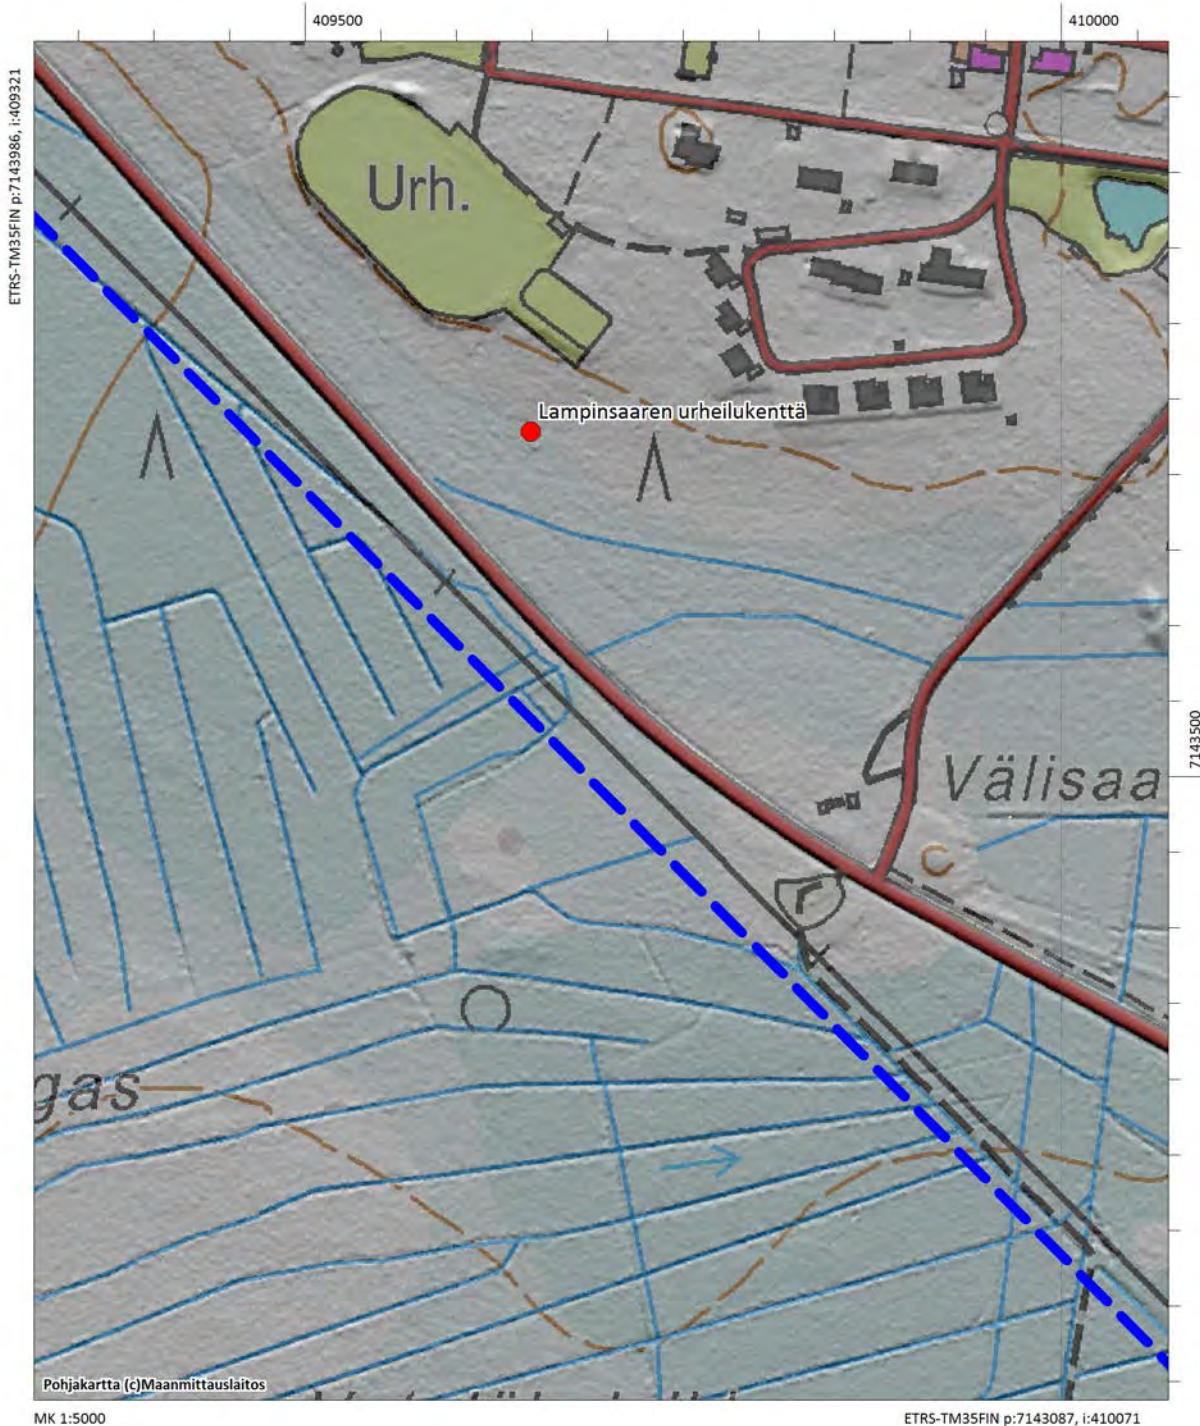 409500
410000
ETRS-TM35FIN p:7143986, i:409321
Urh.
Lampinsaaren urheilukenttä
7143500
Välisaa
gas
Pohjakartta (c)Maanmittauslaitos
MK 1:5000
ETRS-TM35FIN p:7143087, i:410071